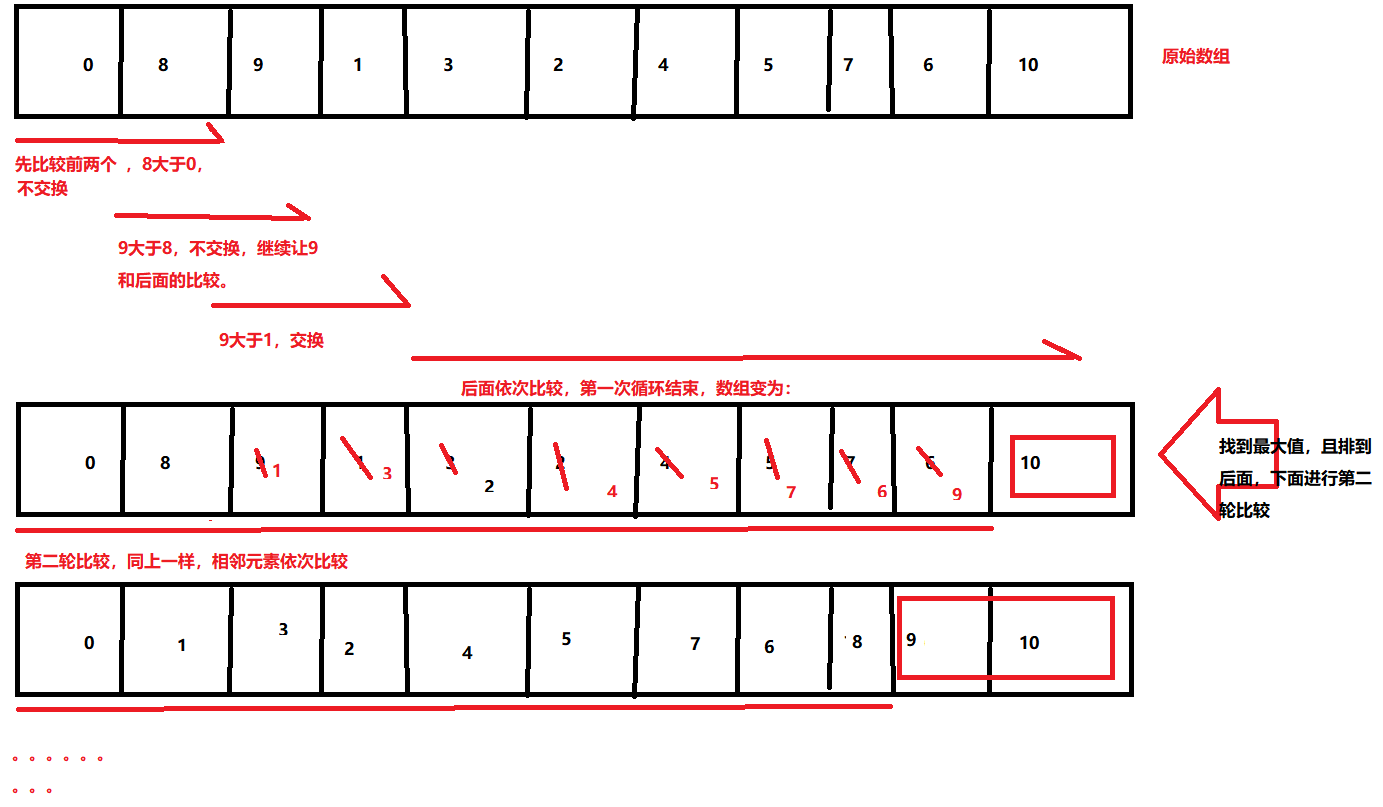 0 8 9 1 3 2 4 5 7 6 10
原始数组
先比较前两个 ，8大于0，
不交换
9大于8，不交换，继续让9
和后面的比较。
9大于1，交换
后面依次比较，第一次循环结束，数组变为：
0 8 9 1 1 3 3 2 2 4 4 5 5 7 7 6 6 9 10
找到最大值，且排到
后面，下面进行第二
轮比较
第二轮比较，同上一样，相邻元素依次比较
0 1 3 2 4 5 7 6 8 9 10
。。。。。。
。。。